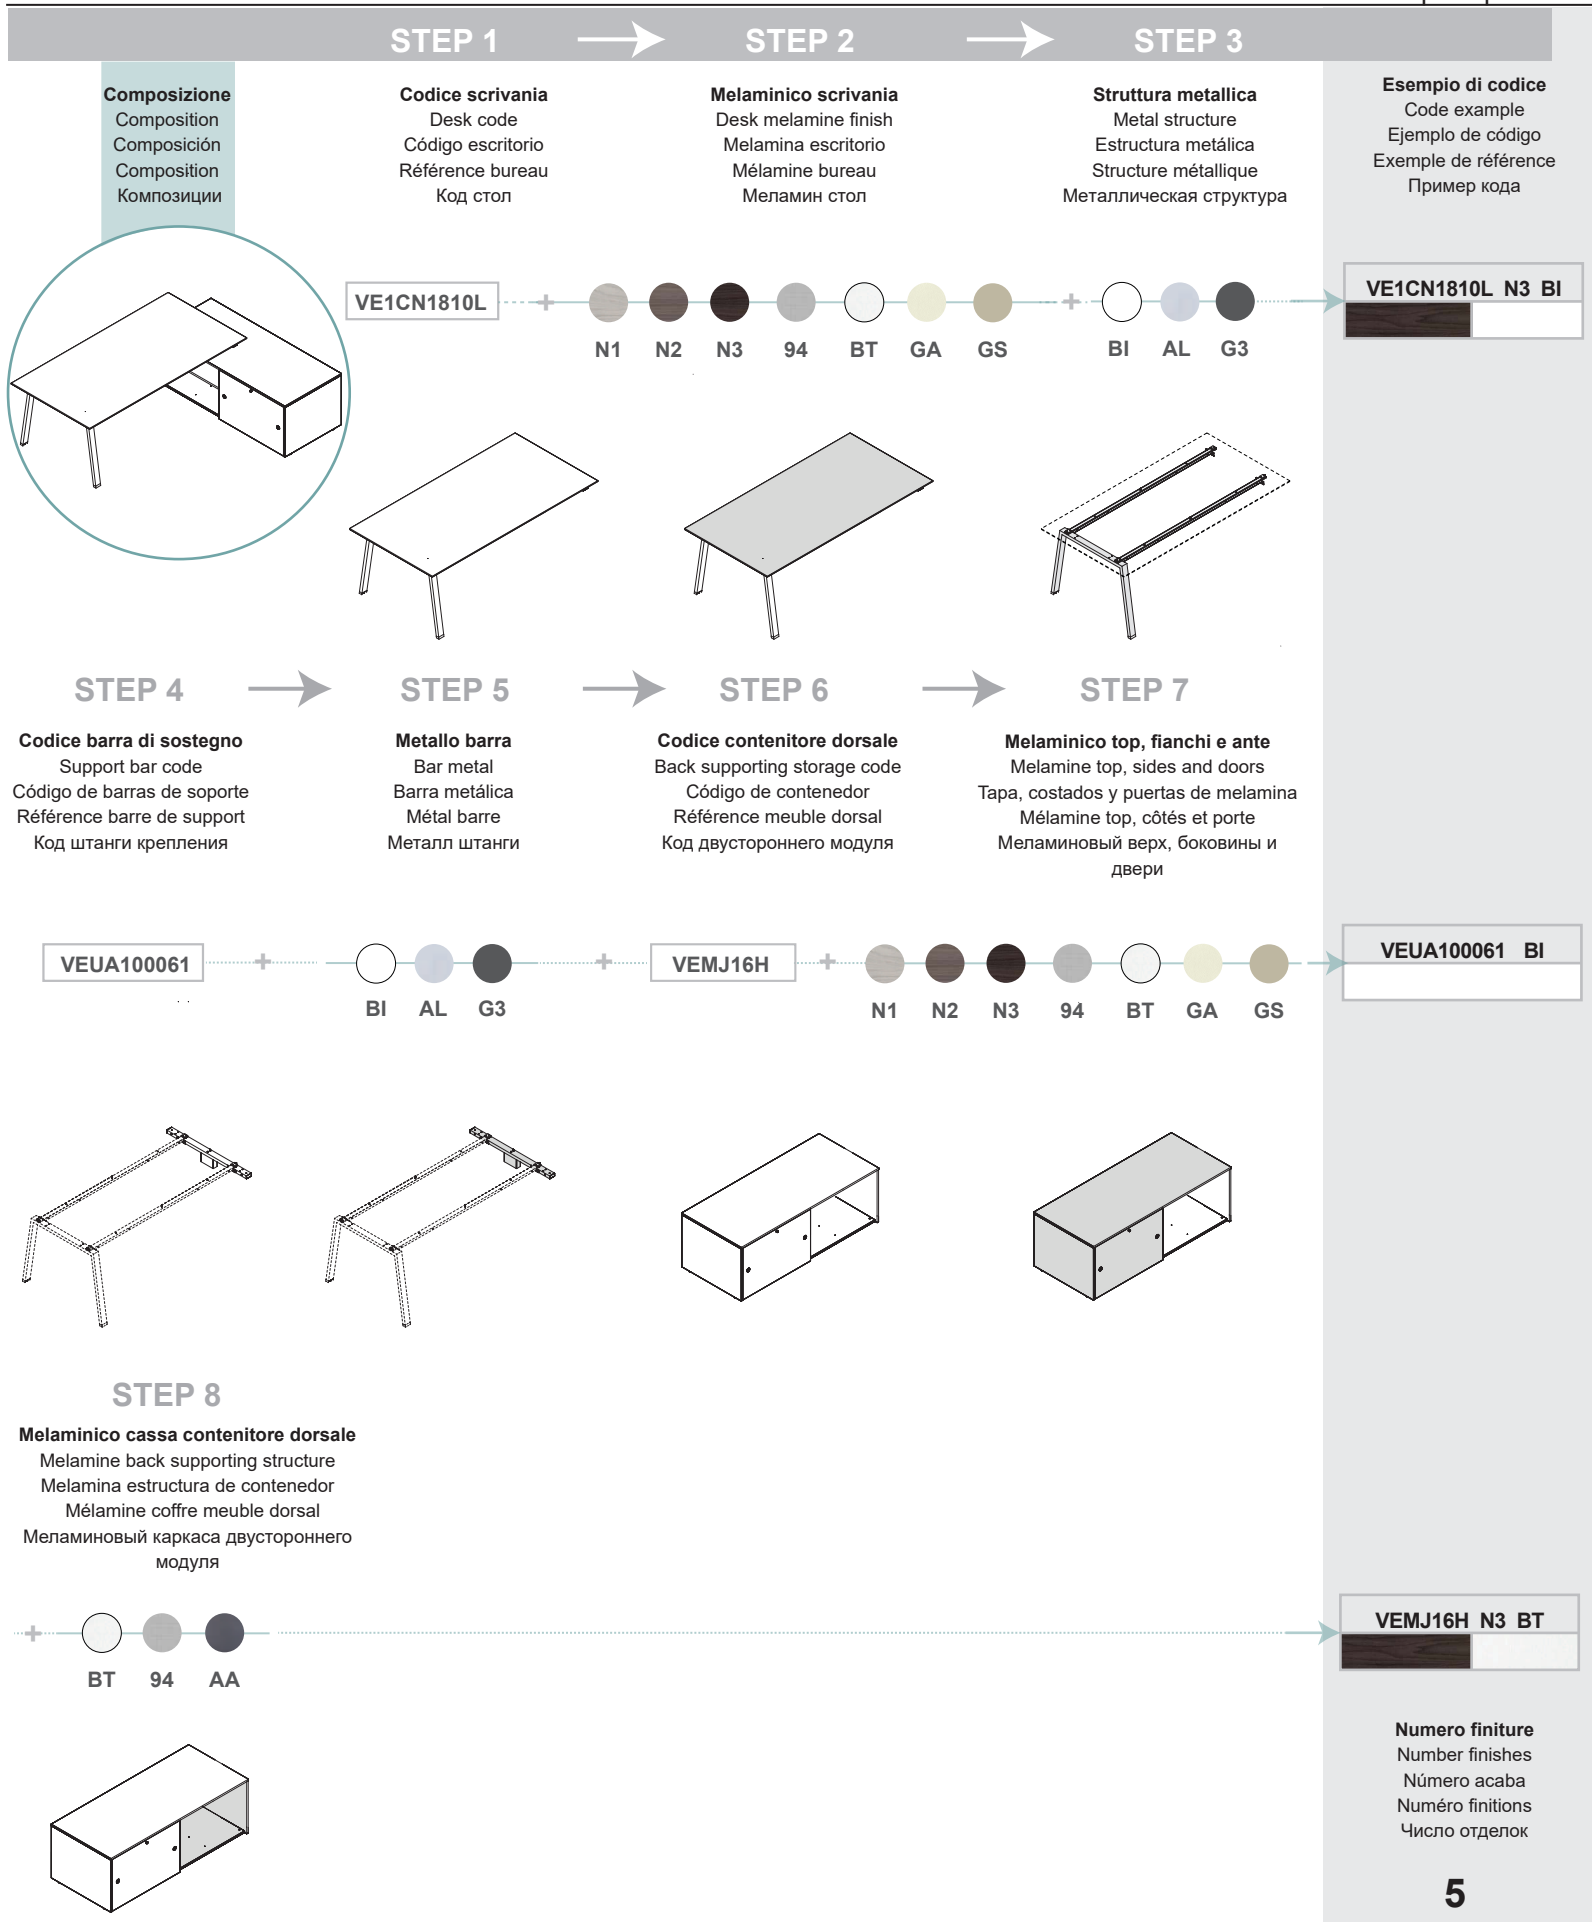 STEP 1
STEP 2
STEP 3
Composizione
Composition
Composición
Composition
Композиции
Codice scrivania
Desk code
Código escritorio
Référence bureau
Код стол
Melaminico scrivania
Desk melamine finish
Melamina escritorio
Mélamine bureau
Меламин стол
Struttura metallica
Metal structure
Estructura metálica
Structure métallique
Металлическая структура
Esempio di codice
Code example
Ejemplo de código
Exemple de référence
Пример кода
VE1CN1810L
+
N1 N2 N3 94 BT GA GS
+
BI AL G3
VE1CN1810L N3 BI
STEP 4
STEP 5
STEP 6
STEP 7
Codice barra di sostegno
Support bar code
Código de barras de soporte
Référence barre de support
Код штанги крепления
Metallo barra
Bar metal
Barra metálica
Métal barre
Металл штанги
Codice contenitore dorsale
Back supporting storage code
Código de contenedor
Référence meuble dorsal
Код двустороннего модуля
Melaminico top, fianchi e ante
Melamine top, sides and doors
Tapa, costados y puertas de melamina
Mélamine top, côtés et porte
Меламиновый верх, боковины и
двери
VEUA100061
+
BI AL G3
+
VEMJ16H
+
N1 N2 N3 94 BT GA GS
VEUA100061 BI
STEP 8
Melaminico cassa contenitore dorsale
Melamine back supporting structure
Melamina estructura de contenedor
Mélamine coffre meuble dorsal
Меламиновый каркаса двустороннего
модуля
+
BT 94 AA
VEMJ16H N3 BT
Numero finiture
Number finishes
Número acaba
Numéro finitions
Число отделок
5